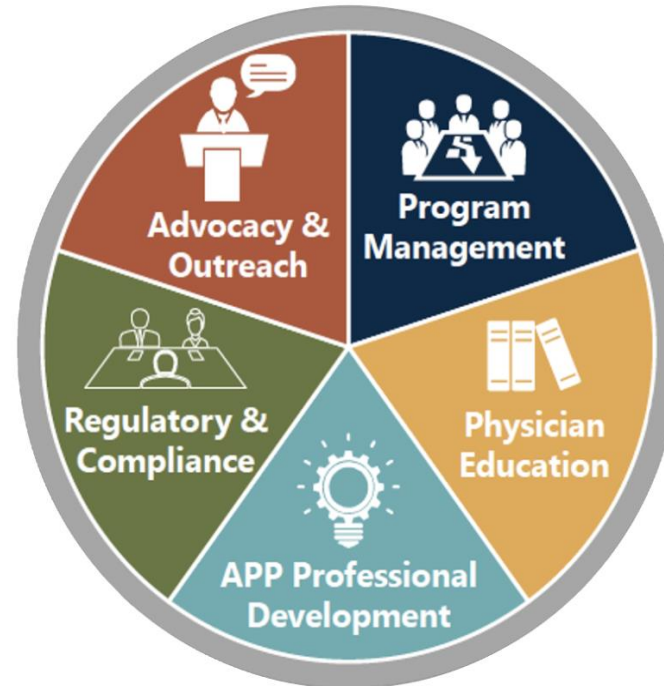 Advocacy &
Outreach
Program
Management
Physician
Education
APP Professional
Development
Regulatory &
Compliance